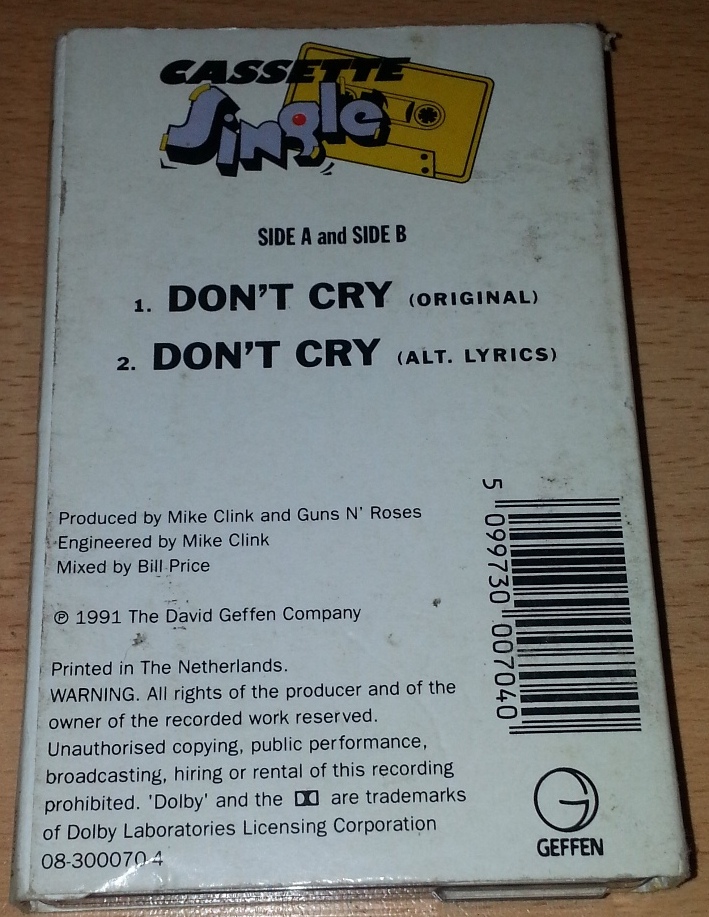 CASSETTE
Single
SIDE A and SIDE B
1. DON'T CRY (ORIGINAL)
2. DON'T CRY (ALT. LYRICS)
Produced by Mike Clink and Guns N' Roses
Engineered by Mike Clink
Mixed by Bill Price
℗ 1991 The David Geffen Company
Printed in The Netherlands.
WARNING. All rights of the producer and of the
owner of the recorded work reserved.
Unauthorised copying, public performance,
broadcasting, hiring or rental of this recording
prohibited. 'Dolby' and the are trademarks
of Dolby Laboratories Licensing Corporation
08-300070 4
5 099730 007040
GEFFEN